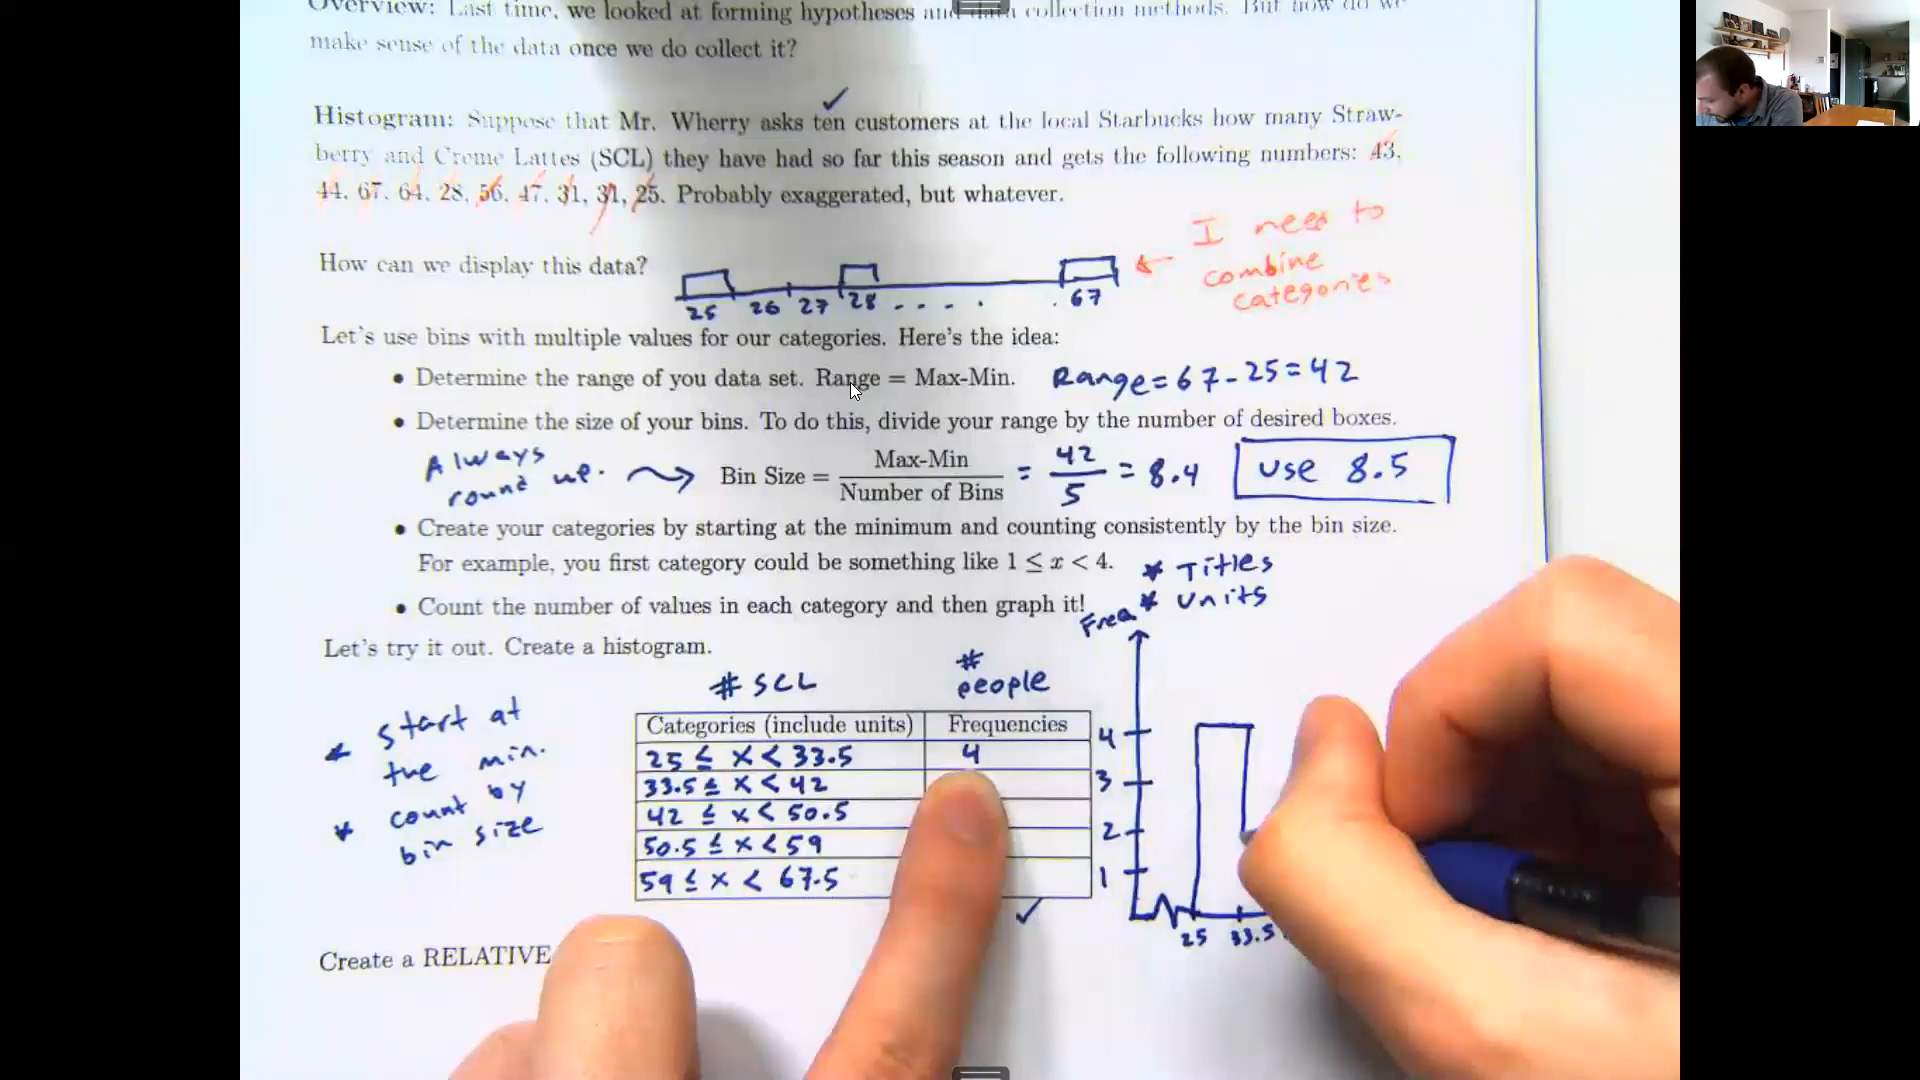 Overview: Last time, we looked at forming hypotheses and data collection methods. But how do we
make sense of the data once we do collect it?
Histogram: Suppose that Mr. Wherry asks ten customers at the local Starbucks how many Straw-
berry and Creme Lattes (SCL) they have had so far this season and gets the following numbers: 43,
44, 67, 64, 28, 56, 47, 31, 31, 25. Probably exaggerated, but whatever.
I need to
combine
categories
How can we display this data?
25 26 27 28 . . . . . 67
Let's use bins with multiple values for our categories. Here's the idea:
• Determine the range of you data set. Range = Max-Min. Range = 67 - 25 = 42
• Determine the size of your bins. To do this, divide your range by the number of desired boxes.
Always
round up.
Bin Size = Max-Min / Number of Bins = 42 / 5 = 8.4 use 8.5
• Create your categories by starting at the minimum and counting consistently by the bin size.
For example, you first category could be something like 1 ≤ x < 4.
* Titles
* Units
• Count the number of values in each category and then graph it!
Let's try it out. Create a histogram.
* start at
the min.
* count by
bin size
# SCL
# people
Categories (include units) Frequencies
25 ≤ x < 33.5 4
33.5 ≤ x < 42
42 ≤ x < 50.5
50.5 ≤ x < 59
59 ≤ x < 67.5
Freq
4
3
2
1
25 33.5
Create a RELATIVE